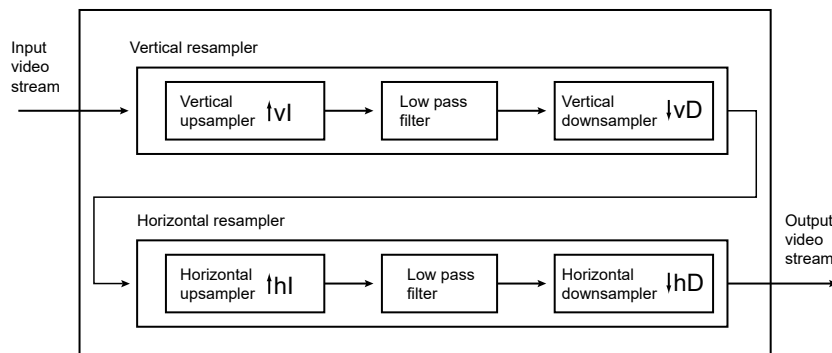 Input
video
stream
Vertical resampler
Vertical
upsampler ↑vI
Low pass
filter
Vertical
downsampler ↓vD
Horizontal resampler
Horizontal
upsampler ↑hI
Low pass
filter
Horizontal
downsampler ↓hD
Output
video
stream